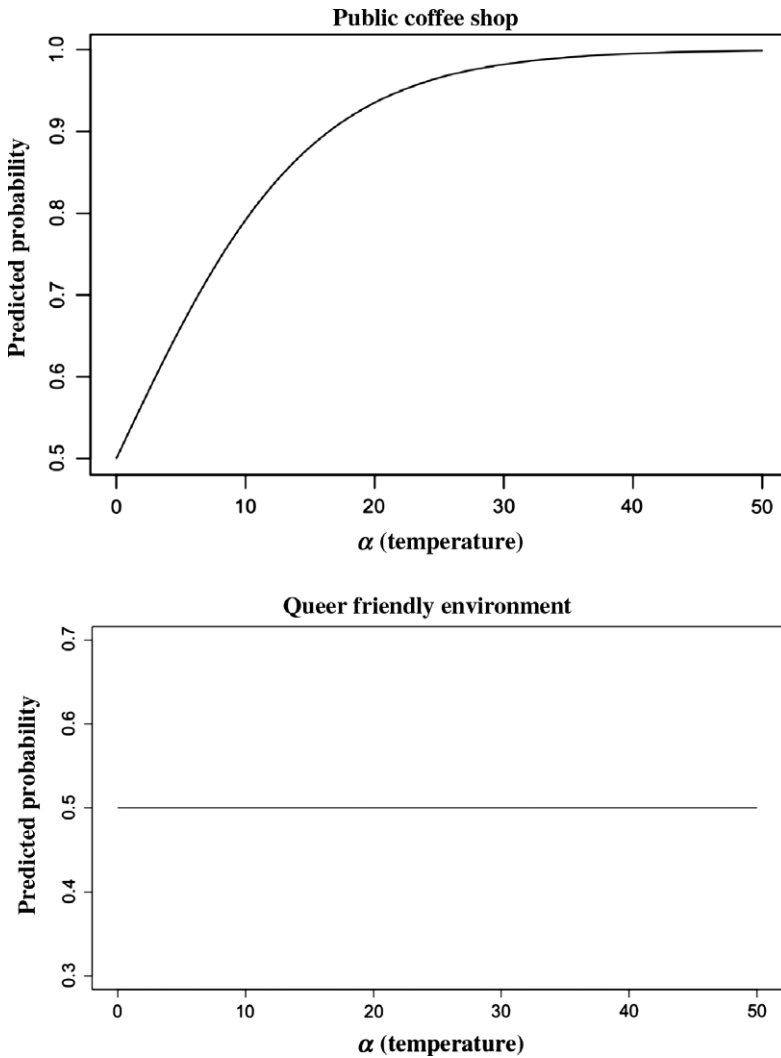 Public coffee shop
1.0
0.9
0.8
0.7
0.6
0.5
Predicted probability
0 10 20 30 40 50
α (temperature)
Queer friendly environment
0.7
0.6
0.5
0.4
0.3
Predicted probability
0 10 20 30 40 50
α (temperature)